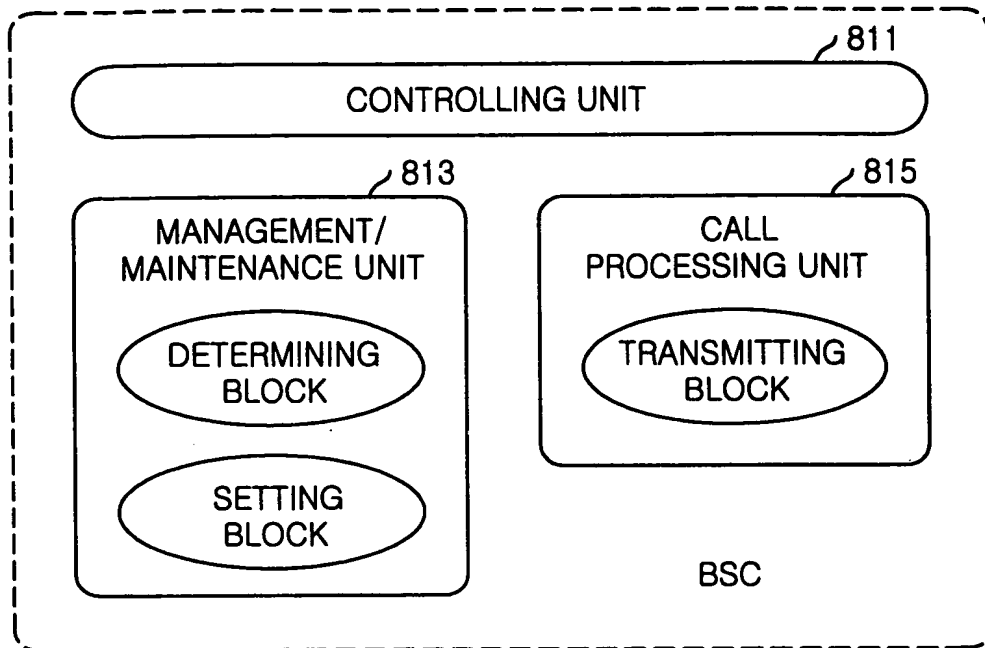 811
CONTROLLING UNIT
813
MANAGEMENT/
MAINTENANCE UNIT
DETERMINING
BLOCK
SETTING
BLOCK
815
CALL
PROCESSING UNIT
TRANSMITTING
BLOCK
BSC